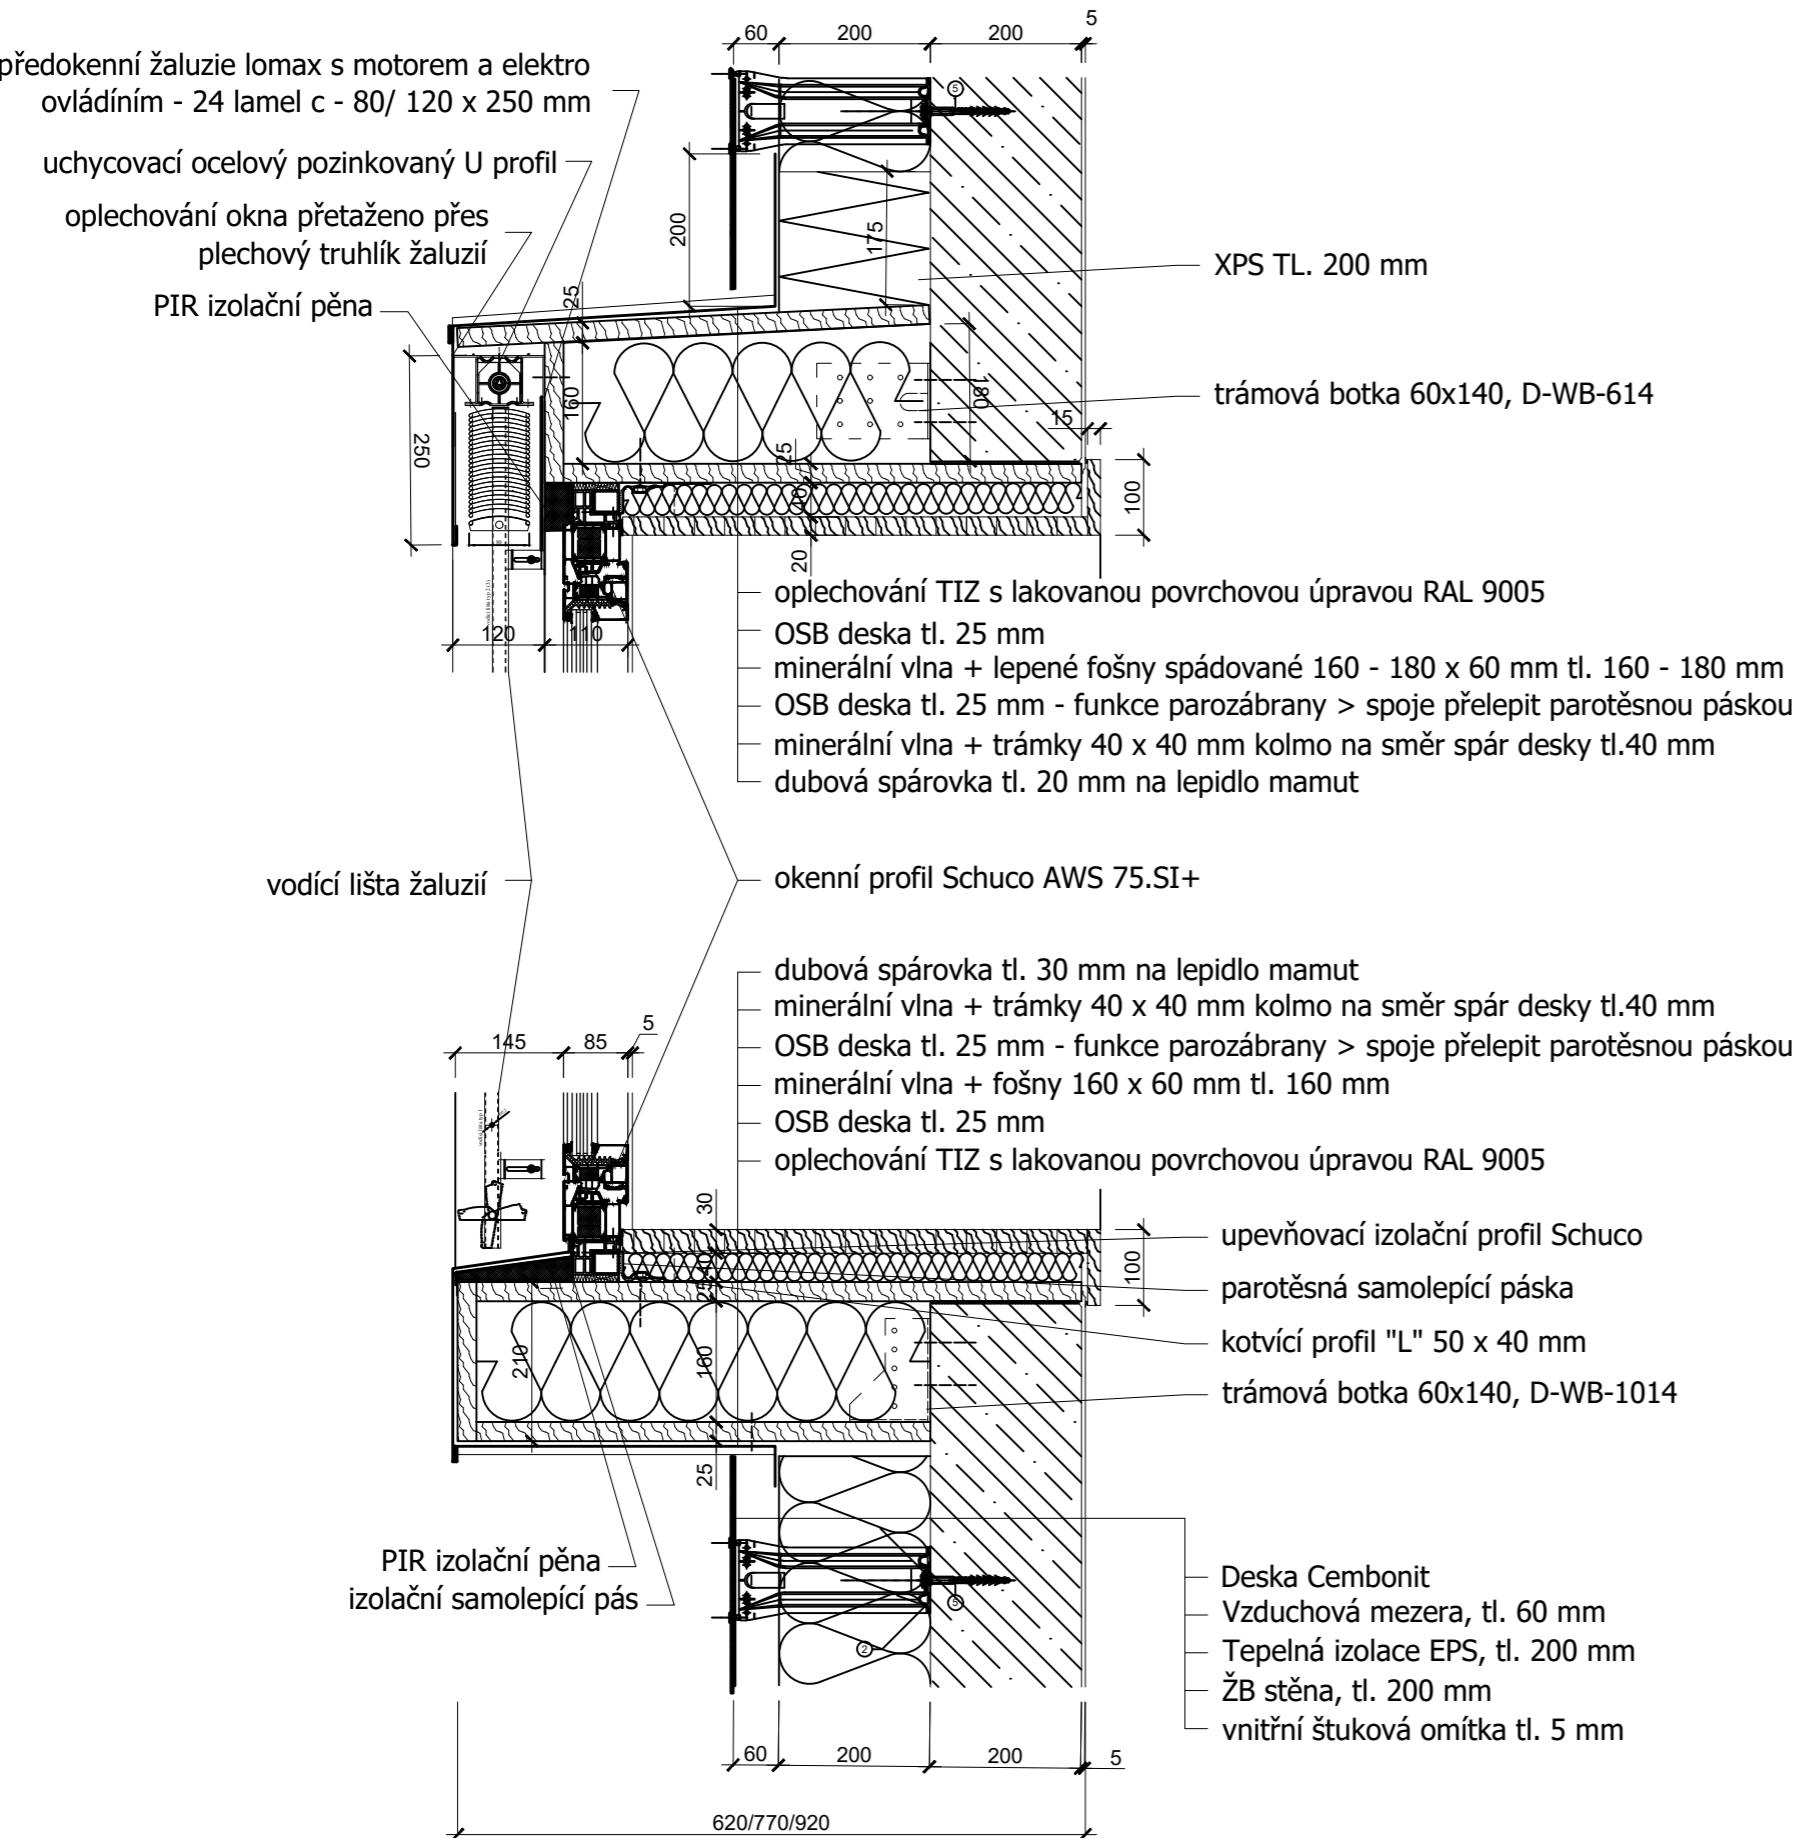 5
60
200
200
předokenní žaluzie lomax s motorem a elektro
ovládíním - 24 lamel c - 80/ 120 x 250 mm
uchycovací ocelový pozinkovaný U profil
oplechování okna přetaženo přes
plechový truhlík žaluzií
PIR izolační pěna
5
200
175
XPS TL. 200 mm
25
160
180
trámová botka 60x140, D-WB-614
15
250
25
40
100
20
120
110
oplechování TIZ s lakovanou povrchovou úpravou RAL 9005
OSB deska tl. 25 mm
minerální vlna + lepené fošny spádované 160 - 180 x 60 mm tl. 160 - 180 mm
OSB deska tl. 25 mm - funkce parozábrany > spoje přelepit parotěsnou páskou
minerální vlna + trámky 40 x 40 mm kolmo na směr spár desky tl.40 mm
dubová spárovka tl. 20 mm na lepidlo mamut
vodící lišta žaluzií
okenní profil Schuco AWS 75.SI+
dubová spárovka tl. 30 mm na lepidlo mamut
minerální vlna + trámky 40 x 40 mm kolmo na směr spár desky tl.40 mm
OSB deska tl. 25 mm - funkce parozábrany > spoje přelepit parotěsnou páskou
minerální vlna + fošny 160 x 60 mm tl. 160 mm
OSB deska tl. 25 mm
oplechování TIZ s lakovanou povrchovou úpravou RAL 9005
145
85
5
30
40
25
100
210
160
25
upevňovací izolační profil Schuco
parotěsná samolepící páska
kotvící profil "L" 50 x 40 mm
trámová botka 60x140, D-WB-1014
PIR izolační pěna
izolační samolepící pás
5
2
Deska Cembonit
Vzduchová mezera, tl. 60 mm
Tepelná izolace EPS, tl. 200 mm
ŽB stěna, tl. 200 mm
vnitřní štuková omítka tl. 5 mm
60
200
200
5
620/770/920